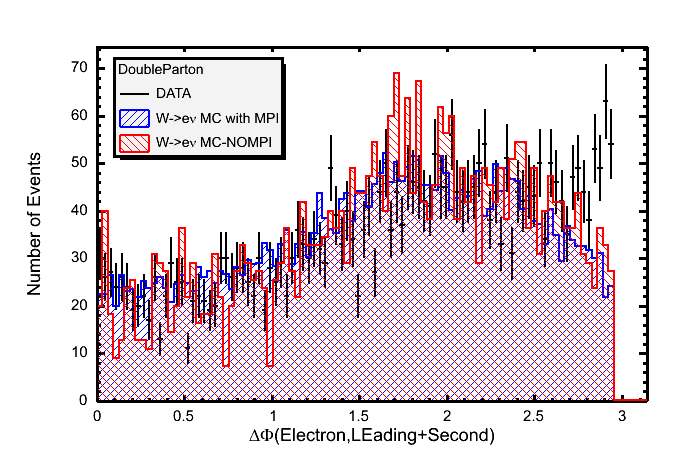 DoubleParton
DATA
W->eν MC with MPI
W->eν MC-NOMPI
Number of Events
70
60
50
40
30
20
10
0
0 0.5 1 1.5 2 2.5 3
ΔΦ(Electron,LEading+Second)